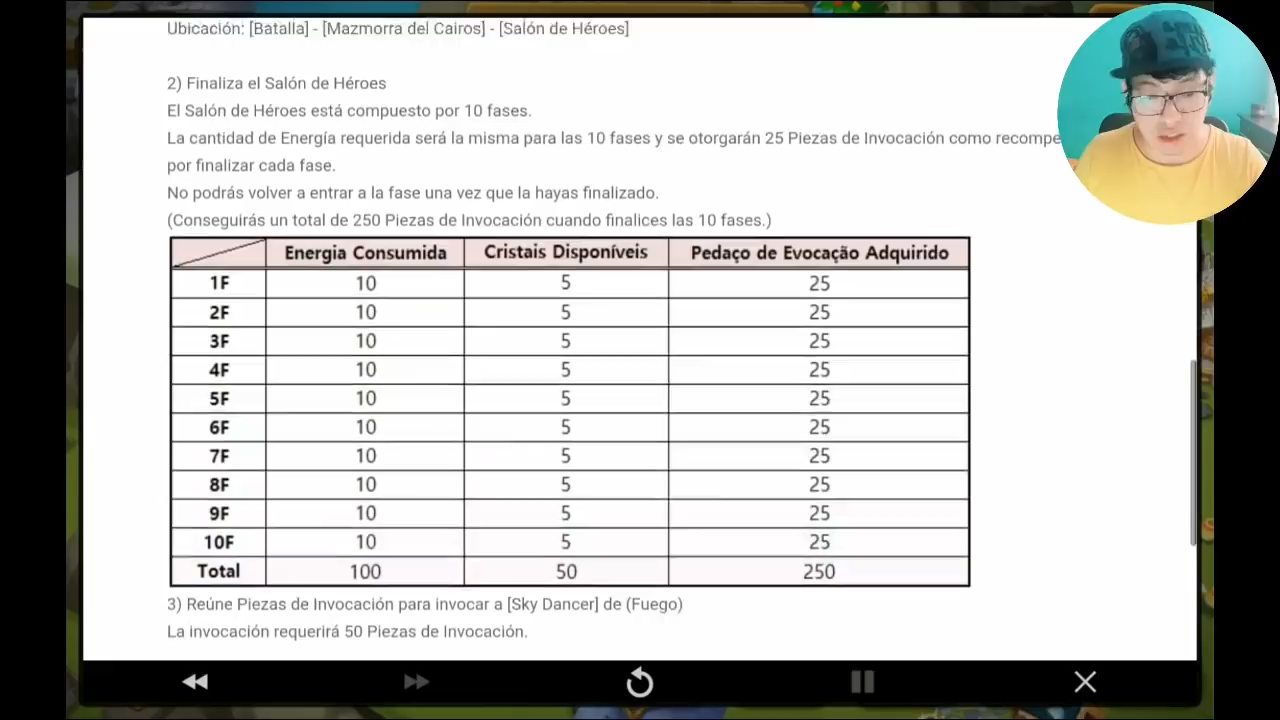 Ubicación: [Batalla] - [Mazmorra del Cairos] - [Salón de Héroes]
2) Finaliza el Salón de Héroes
El Salón de Héroes está compuesto por 10 fases.
La cantidad de Energía requerida será la misma para las 10 fases y se otorgarán 25 Piezas de Invocación como
por finalizar cada fase.
No podrás volver a entrar a la fase una vez que la hayas finalizado.
(Conseguirás un total de 250 Piezas de Invocación cuando finalices las 10 fases.)
Energia Consumida Cristais Disponíveis Pedaço de Evocação Adquirido
1F 10 5 25
2F 10 5 25
3F 10 5 25
4F 10 5 25
5F 10 5 25
6F 10 5 25
7F 10 5 25
8F 10 5 25
9F 10 5 25
10F 10 5 25
Total 100 50 250
3) Reúne Piezas de Invocación para invocar a [Sky Dancer] de (Fuego)
La invocación requerirá 50 Piezas de Invocación.